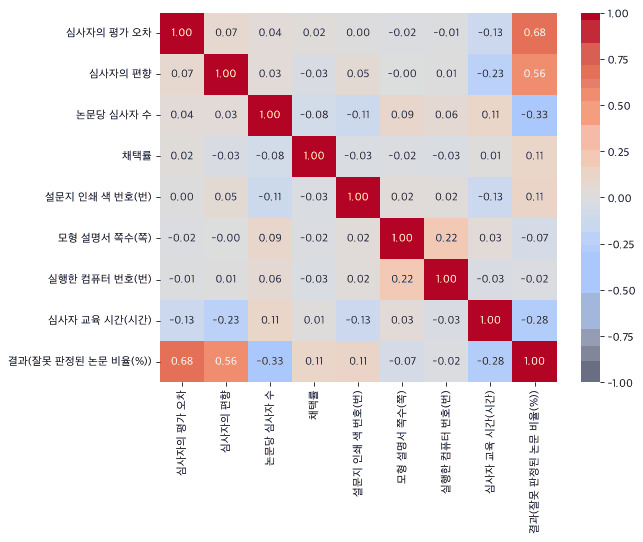 심사자의 평가 오차 1.00 0.07 0.04 0.02 0.00 -0.02 -0.01 -0.13 0.68
심사자의 편향 0.07 1.00 0.03 -0.03 0.05 -0.00 0.01 -0.23 0.56
논문당 심사자 수 0.04 0.03 1.00 -0.08 -0.11 0.09 0.06 0.11 -0.33
채택률 0.02 -0.03 -0.08 1.00 -0.03 -0.02 -0.03 0.01 0.11
설문지 인쇄 색 번호(번) 0.00 0.05 -0.11 -0.03 1.00 0.02 0.02 -0.13 0.11
모형 설명서 쪽수(쪽) -0.02 -0.00 0.09 -0.02 0.02 1.00 0.22 0.03 -0.07
실행한 컴퓨터 번호(번) -0.01 0.01 0.06 -0.03 0.02 0.22 1.00 -0.03 -0.02
심사자 교육 시간(시간) -0.13 -0.23 0.11 0.01 -0.13 0.03 -0.03 1.00 -0.28
결과(잘못 판정된 논문 비율(%)) 0.68 0.56 -0.33 0.11 0.11 -0.07 -0.02 -0.28 1.00
심사자의 평가 오차
심사자의 편향
논문당 심사자 수
채택률
설문지 인쇄 색 번호(번)
모형 설명서 쪽수(쪽)
실행한 컴퓨터 번호(번)
심사자 교육 시간(시간)
결과(잘못 판정된 논문 비율(%))
1.00
0.75
0.50
0.25
0.00
-0.25
-0.50
-0.75
-1.00